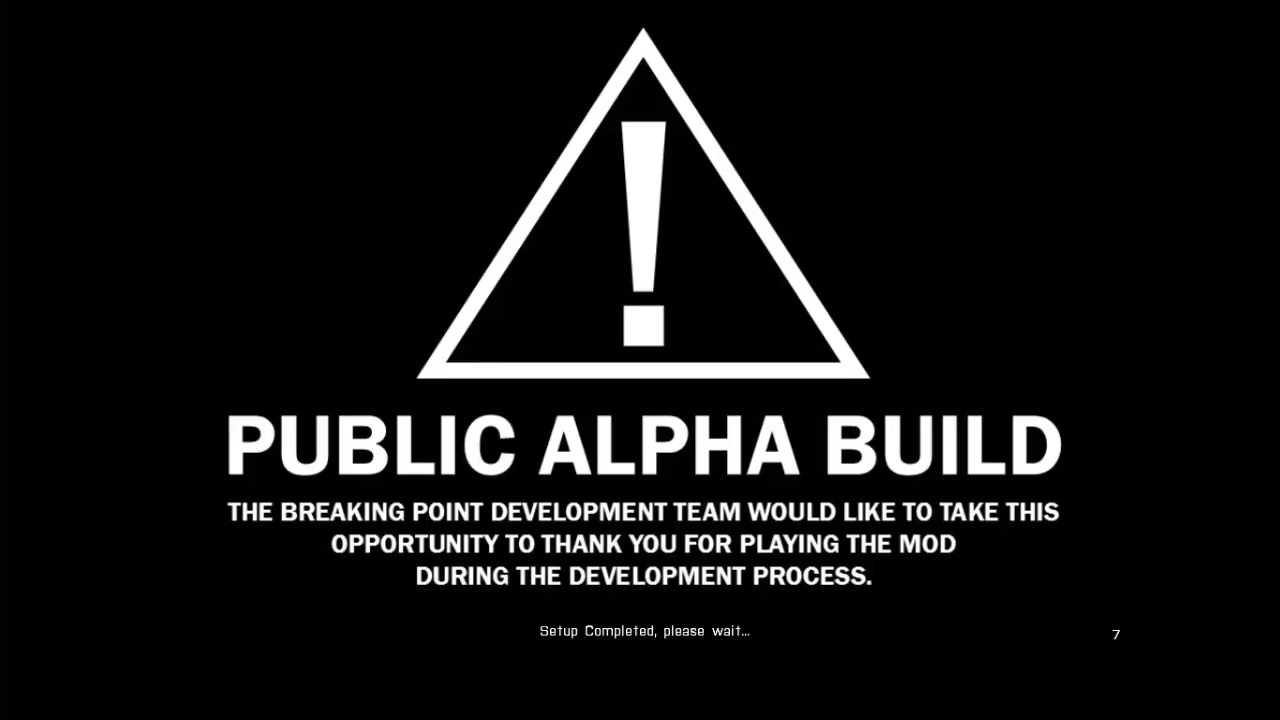 !
PUBLIC ALPHA BUILD
THE BREAKING POINT DEVELOPMENT TEAM WOULD LIKE TO TAKE THIS
OPPORTUNITY TO THANK YOU FOR PLAYING THE MOD
DURING THE DEVELOPMENT PROCESS.
Setup Completed, please wait...
7